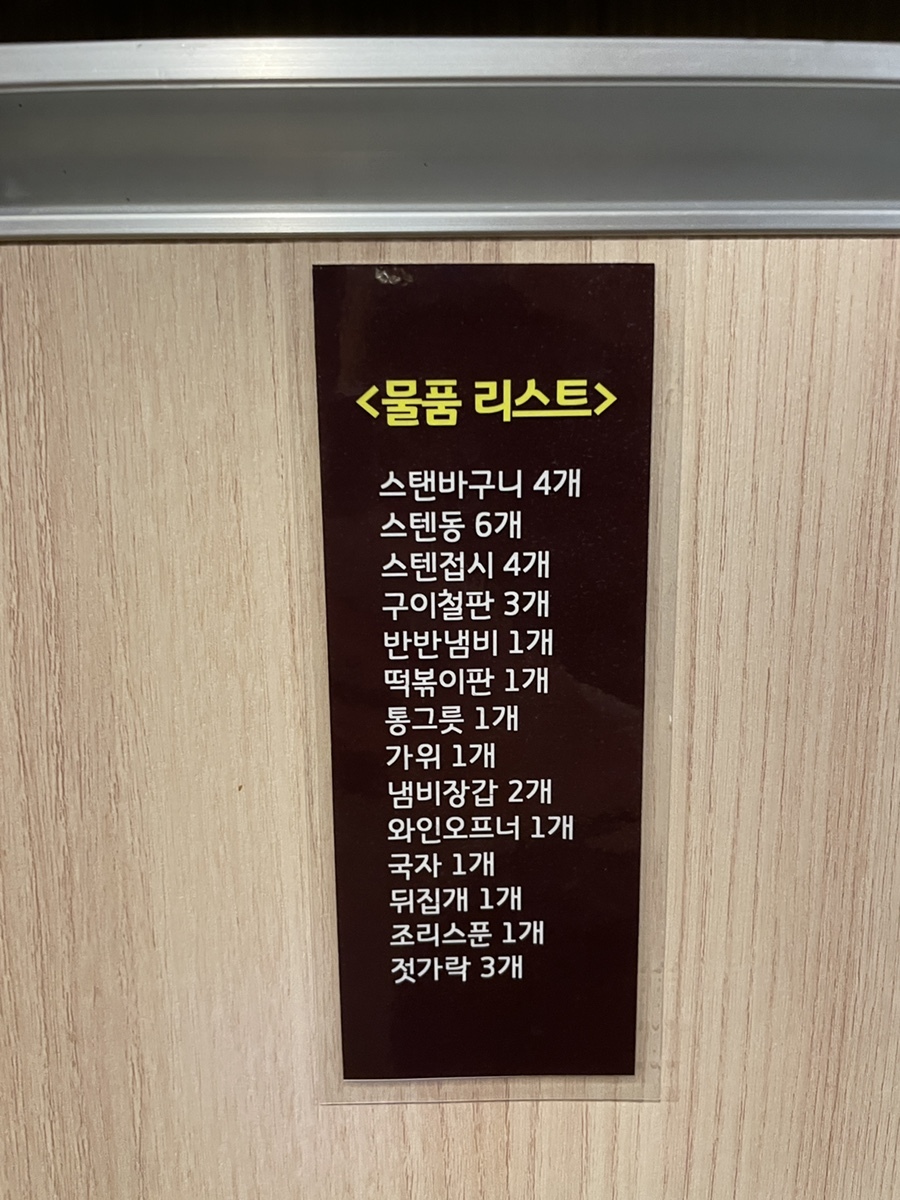 <물품 리스트>
스탠바구니 4개
스텐동 6개
스텐접시 4개
구이철판 3개
반반냄비 1개
떡볶이판 1개
통그릇 1개
가위 1개
냄비장갑 2개
와인오프너 1개
국자 1개
뒤집개 1개
조리스푼 1개
젓가락 3개